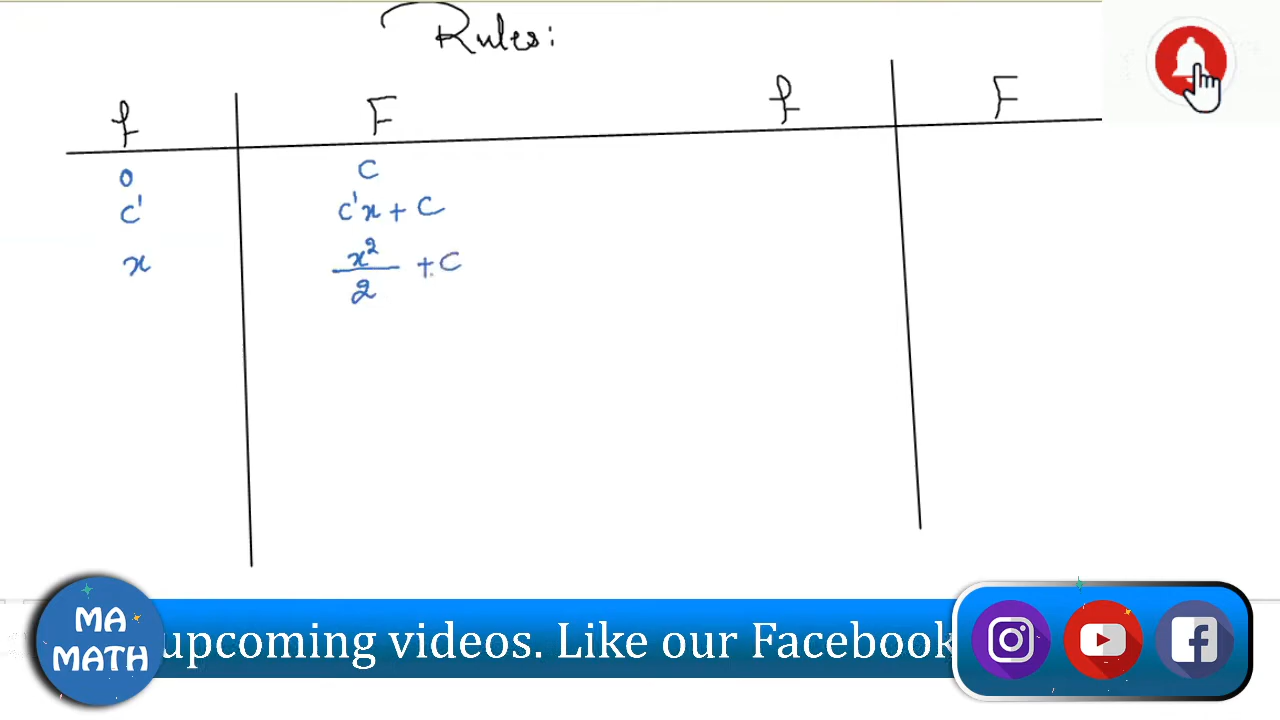 Rules:
f F f F
0 C
c' c'x + C
x x²/2 + C
MA MATH
upcoming videos. Like our Facebook